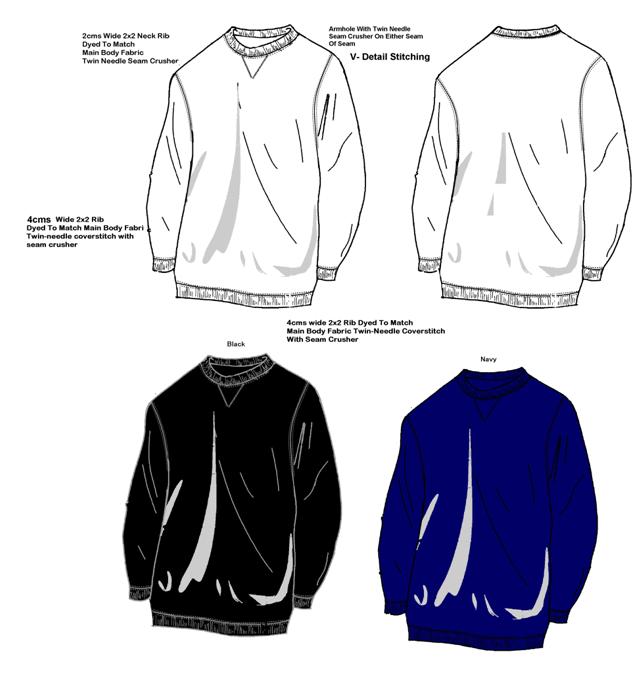 2cms Wide 2x2 Neck Rib
Dyed To Match
Main Body Fabric
Twin Needle Seam Crusher
Armhole With Twin Needle
Seam Crusher On Either Seam
Of Seam
V- Detail Stitching
4cms Wide 2x2 Rib
Dyed To Match Main Body Fabri
Twin-needle coverstitch with
seam crusher
4cms wide 2x2 Rib Dyed To Match
Main Body Fabric Twin-Needle Coverstitch
With Seam Crusher
Black
Navy